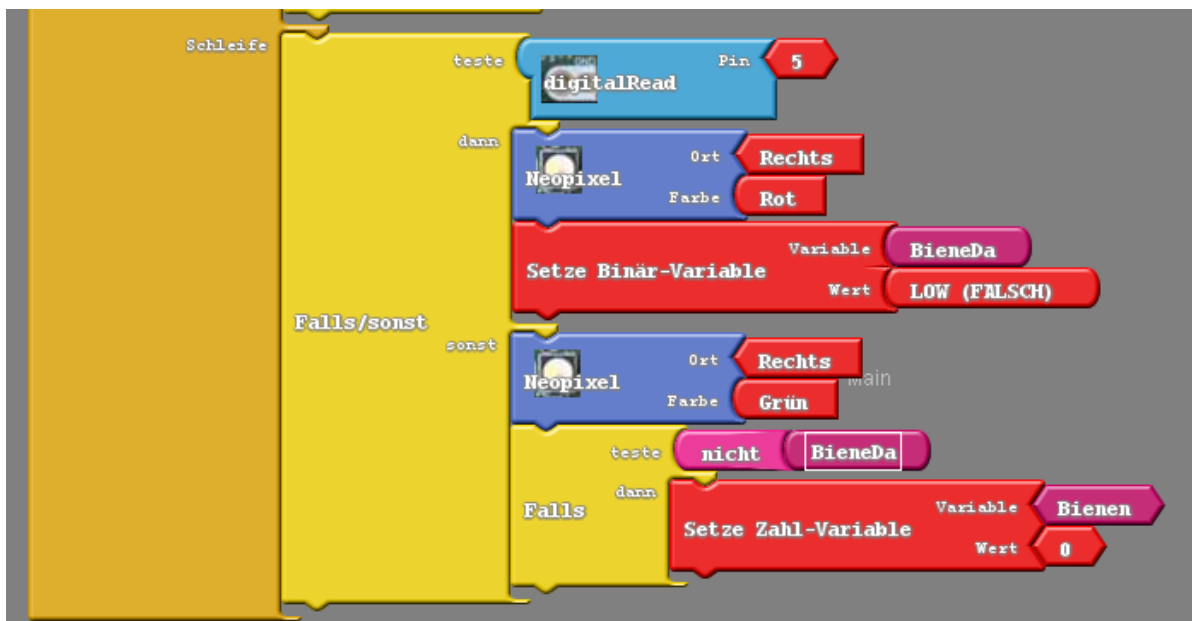 Schleife
teste
digitalRead
Pin
5
dann
Neopixel
Ort
Rechts
Farbe
Rot
Setze Binär-Variable
Variable
BieneDa
Wert
LOW (FALSCH)
Falls/sonst
sonst
Neopixel
Ort
Rechts
Main
Farbe
Grün
teste
nicht
BieneDa
Falls
dann
Setze Zahl-Variable
Variable
Bienen
Wert
0